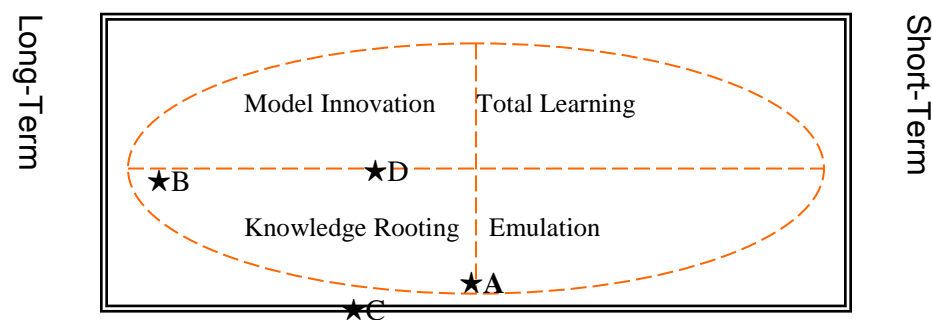 Long-Term
Short-Term
Model Innovation
Total Learning
B
D
Knowledge Rooting
Emulation
A
C